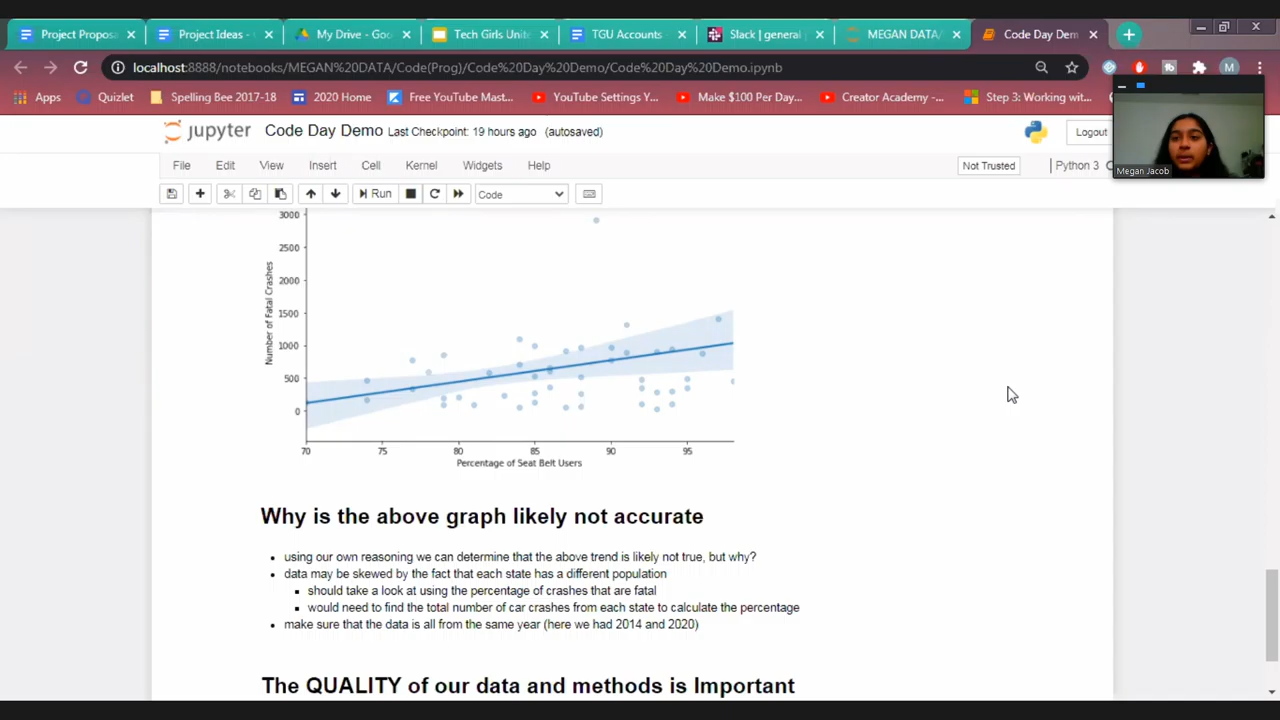 Project Proposa
Project Ideas -
My Drive - Goo
Tech Girls Unite
TGU Accounts
Slack | general
MEGAN DATA/
Code Day Dem
localhost:8888/notebooks/MEGAN%20DATA/Code(Prog)/Code%20Day%20Demo/Code%20Day%20Demo.ipynb
M
Apps
Quizlet
Spelling Bee 2017-18
2020 Home
Free YouTube Mast...
YouTube Settings Y...
Make $100 Per Day...
Creator Academy -...
Step 3: Working wit...
Megan Jacob
jupyter Code Day Demo Last Checkpoint: 19 hours ago (autosaved)
Logout
File Edit View Insert Cell Kernel Widgets Help
Not Trusted
Python 3
Run
Code
3000
2500
2000
1500
1000
500
0
Number of Fatal Crashes
70 75 80 85 90 95
Percentage of Seat Belt Users
Why is the above graph likely not accurate
• using our own reasoning we can determine that the above trend is likely not true, but why?
• data may be skewed by the fact that each state has a different population
▪ should take a look at using the percentage of crashes that are fatal
▪ would need to find the total number of car crashes from each state to calculate the percentage
• make sure that the data is all from the same year (here we had 2014 and 2020)
The QUALITY of our data and methods is Important